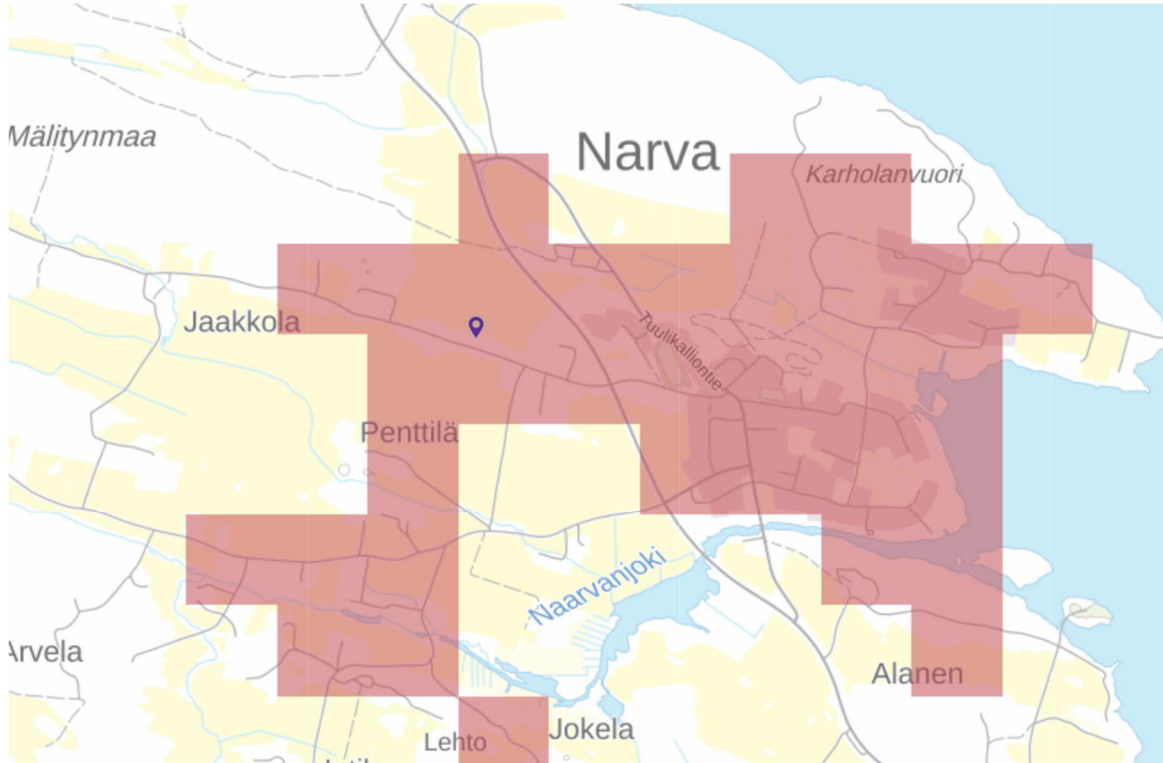 Mälitynmaa
Narva
Karholanvuori
Jaakkola
Tuulikalliontie
Penttilä
Naarvanjoki
Arvela
Alanen
Lehto
Jokela